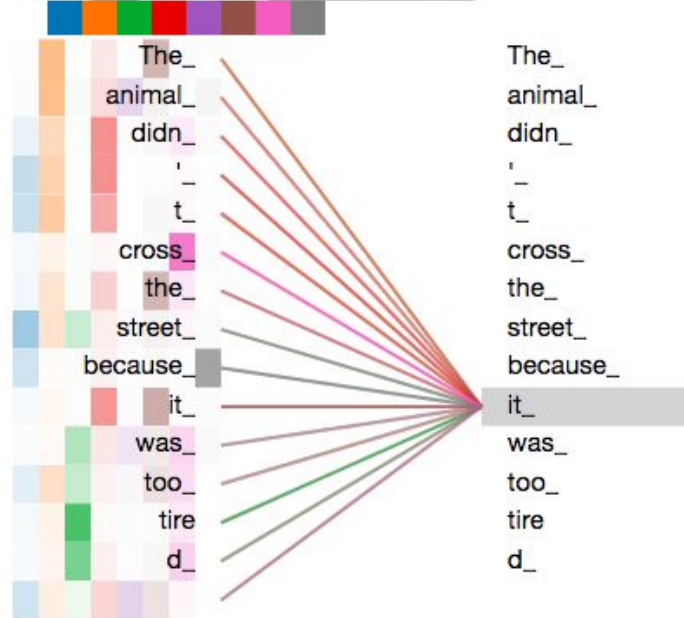 The_ The_
animal_ animal_
didn_ didn_
'_ '_
t_ t_
cross_ cross_
the_ the_
street_ street_
because_ because_
it_ it_
was_ was_
too_ too_
tire tire
d_ d_